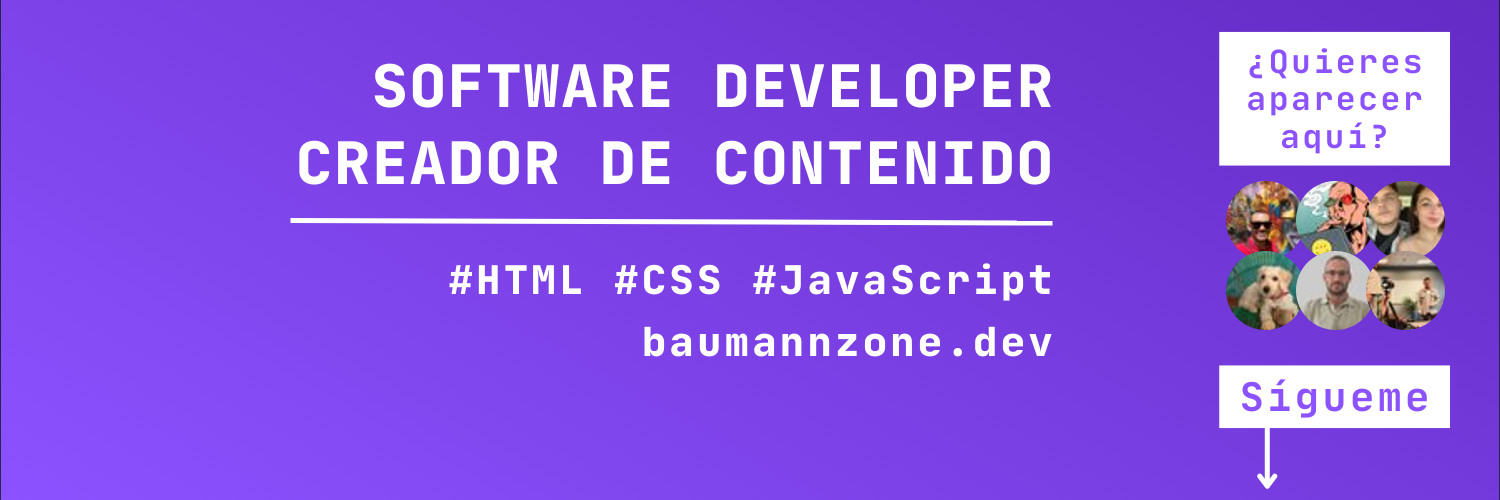 SOFTWARE DEVELOPER
CREADOR DE CONTENIDO
#HTML #CSS #JavaScript
baumannzone.dev
¿Quieres
aparecer
aquí?
Sígueme